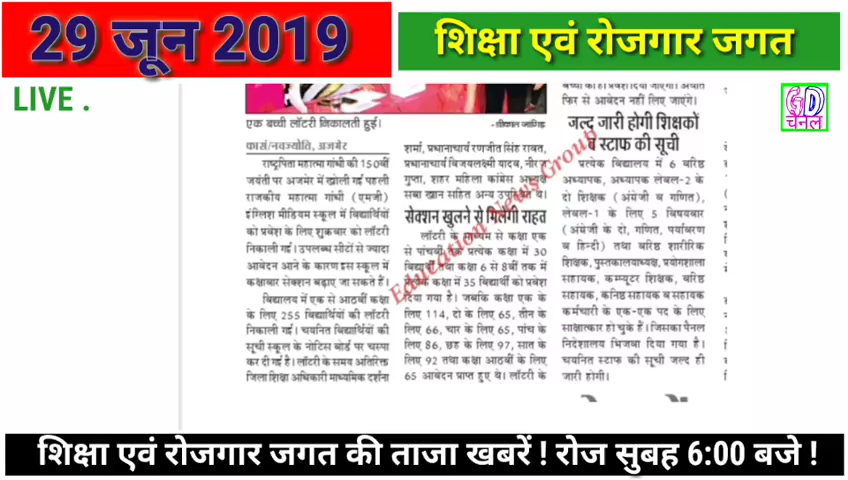 29 जून 2019
शिक्षा एवं रोजगार जगत
LIVE .
GD
चैनल
एक बच्ची लॉटरी निकालती हुई।
कासं/नवज्योति, अजमेर
राष्ट्रपिता महात्मा गांधी की 150वीं
जयंती पर अजमेर में खोली गई पहली
राजकीय महात्मा गांधी (एमजी)
इंग्लिश मीडियम स्कूल में विद्यार्थियों
को प्रवेश के लिए शुक्रवार को लॉटरी
निकाली गई। उपलब्ध सीटों से ज्यादा
आवेदन आने के कारण इस स्कूल में
कक्षावार सेक्शन बढ़ाए जा सकते हैं।
विद्यालय में एक से आठवीं कक्षा
के लिए 255 विद्यार्थियों की लॉटरी
निकाली गई। चयनित विद्यार्थियों की
सूची स्कूल के नोटिस बोर्ड पर चस्पा
कर दी गई है। लॉटरी के समय अतिरिक्त
जिला शिक्षा अधिकारी माध्यमिक दर्शना
शर्मा, प्रधानाचार्य रणजीत सिंह रावत,
प्रधानाचार्य विजयलक्ष्मी यादव, नीरज
गुप्ता, शहर महिला कांग्रेस अध्यक्ष
सबा खान सहित अन्य उपस्थित थे।
सेक्शन खुलने से मिलेगी राहत
लॉटरी के माध्यम से कक्षा एक
से पांचवीं तक प्रत्येक कक्षा में 30
विद्यार्थी तथा कक्षा 6 से 8वीं तक में
प्रत्येक कक्षा में 35 विद्यार्थी को प्रवेश
दिया गया है। जबकि कक्षा एक के
लिए 114, दो के लिए 65, तीन के
लिए 66, चार के लिए 65, पांच के
लिए 86, छह के लिए 97, सात के
लिए 92 तथा कक्षा आठवीं के लिए
65 आवेदन प्राप्त हुए थे। लॉटरी के
फिर से आवेदन नहीं लिए जाएंगे।
जल्द जारी होगी शिक्षकों
व स्टाफ की सूची
प्रत्येक विद्यालय में 6 वरिष्ठ
अध्यापक, अध्यापक लेबल-2 के
दो शिक्षक (अंग्रेजी व गणित),
लेबल-1 के लिए 5 विषयवार
(अंग्रेजी के दो, गणित, पर्यावरण
व हिन्दी) तथा वरिष्ठ शारीरिक
शिक्षक, पुस्तकालयाध्यक्ष, प्रयोगशाला
सहायक, कम्प्यूटर शिक्षक, वरिष्ठ
सहायक, कनिष्ठ सहायक व सहायक
कर्मचारी के एक-एक पद के लिए
साक्षात्कार हो चुके हैं। जिसका पैनल
निदेशालय भिजवा दिया गया है।
चयनित स्टाफ की सूची जल्द ही
जारी होगी।
Education News Group
शिक्षा एवं रोजगार जगत की ताजा खबरें ! रोज सुबह 6:00 बजे !